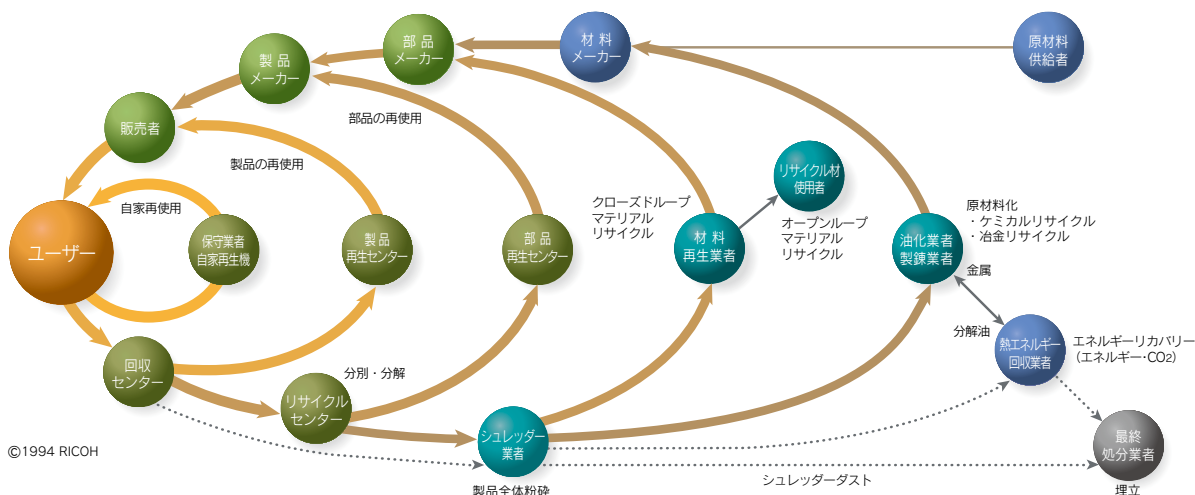 部 品
メーカー
材 料
メーカー
原材料
供給者
製 品
メーカー
部品の再使用
販売者
製品の再使用
リサイクル材
使用者
自家再使用
クローズドループ
マテリアル
リサイクル
オープンループ
マテリアル
リサイクル
原材料化
・ケミカルリサイクル
・冶金リサイクル
ユーザー
保守業者
自家再生機
製 品
再生センター
部 品
再生センター
材 料
再生業者
油化業者
製錬業者
金属
分解油
熱エネルギー
回収業者
エネルギーリカバリー
（エネルギー・CO2）
回収
センター
分別・分解
リサイクル
センター
シュレッダー
業者
製品全体粉砕
シュレッダーダスト
最終
処分業者
埋立
©1994 RICOH